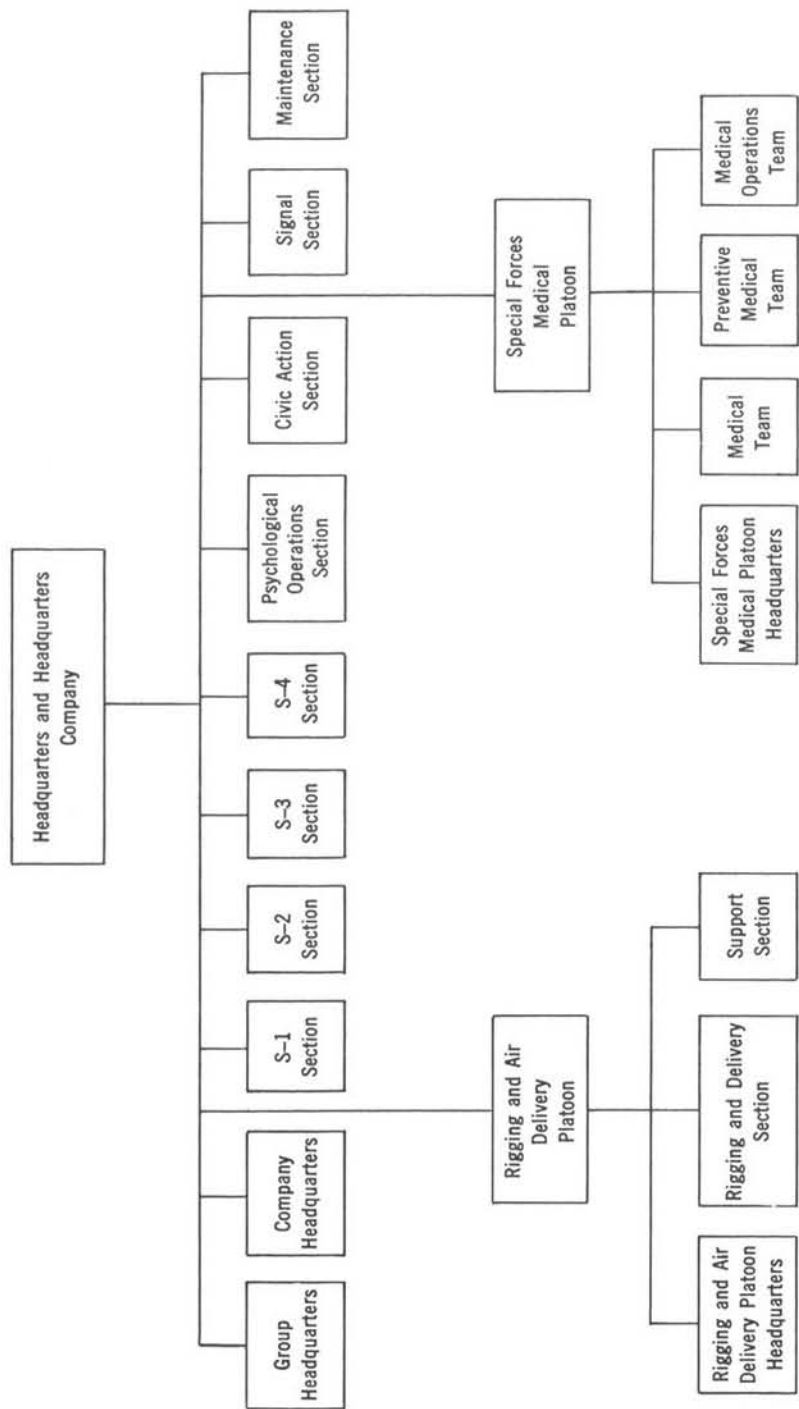 Headquarters and Headquarters
Company
Group
Headquarters
Company
Headquarters
S-1
Section
S-2
Section
S-3
Section
S-4
Section
Psychological
Operations
Section
Civic Action
Section
Signal
Section
Maintenance
Section
Rigging and Air
Delivery
Platoon
Special Forces
Medical
Platoon
Rigging and Air
Delivery Platoon
Headquarters
Rigging and Delivery
Section
Support
Section
Special Forces
Medical Platoon
Headquarters
Medical
Team
Preventive
Medical
Team
Medical
Operations
Team